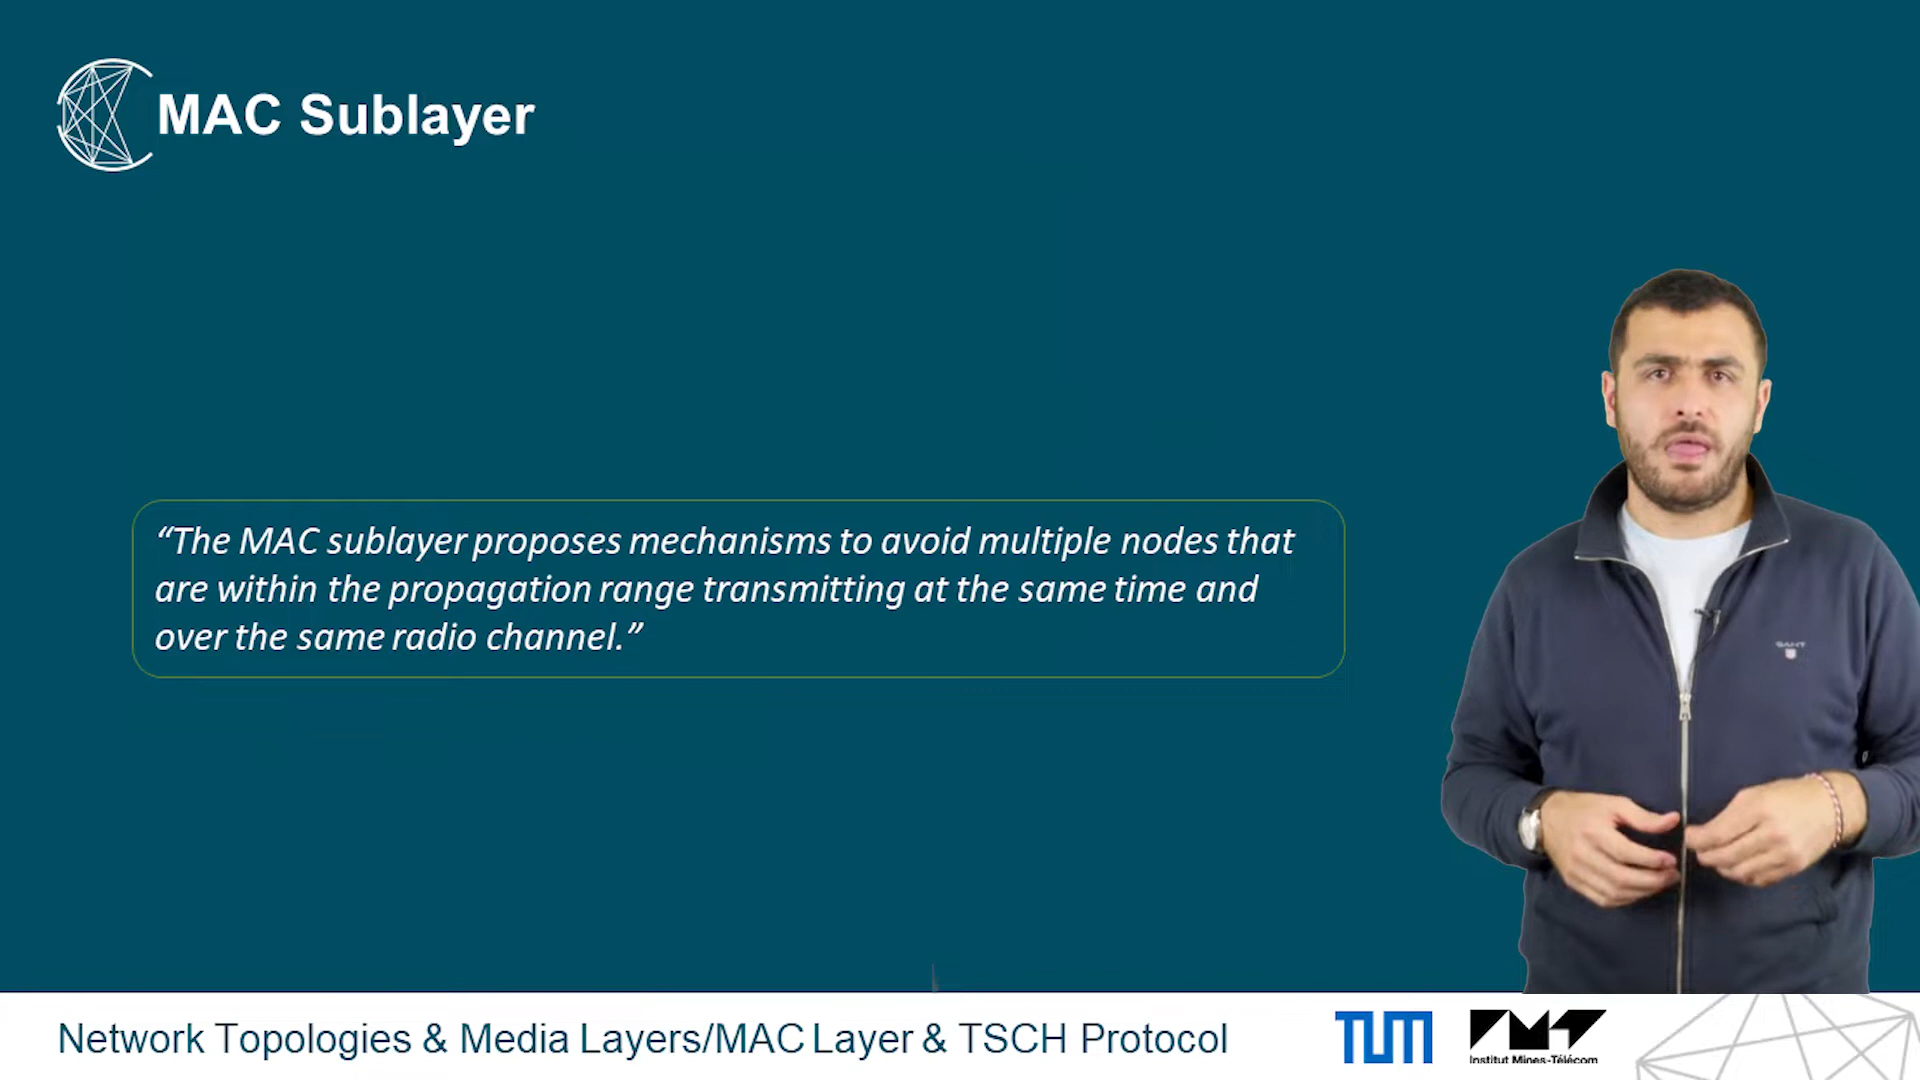 MAC Sublayer
“The MAC sublayer proposes mechanisms to avoid multiple nodes that
are within the propagation range transmitting at the same time and
over the same radio channel.”
GANT
Network Topologies & Media Layers/MAC Layer & TSCH Protocol
TUM
Institut Mines-Télécom